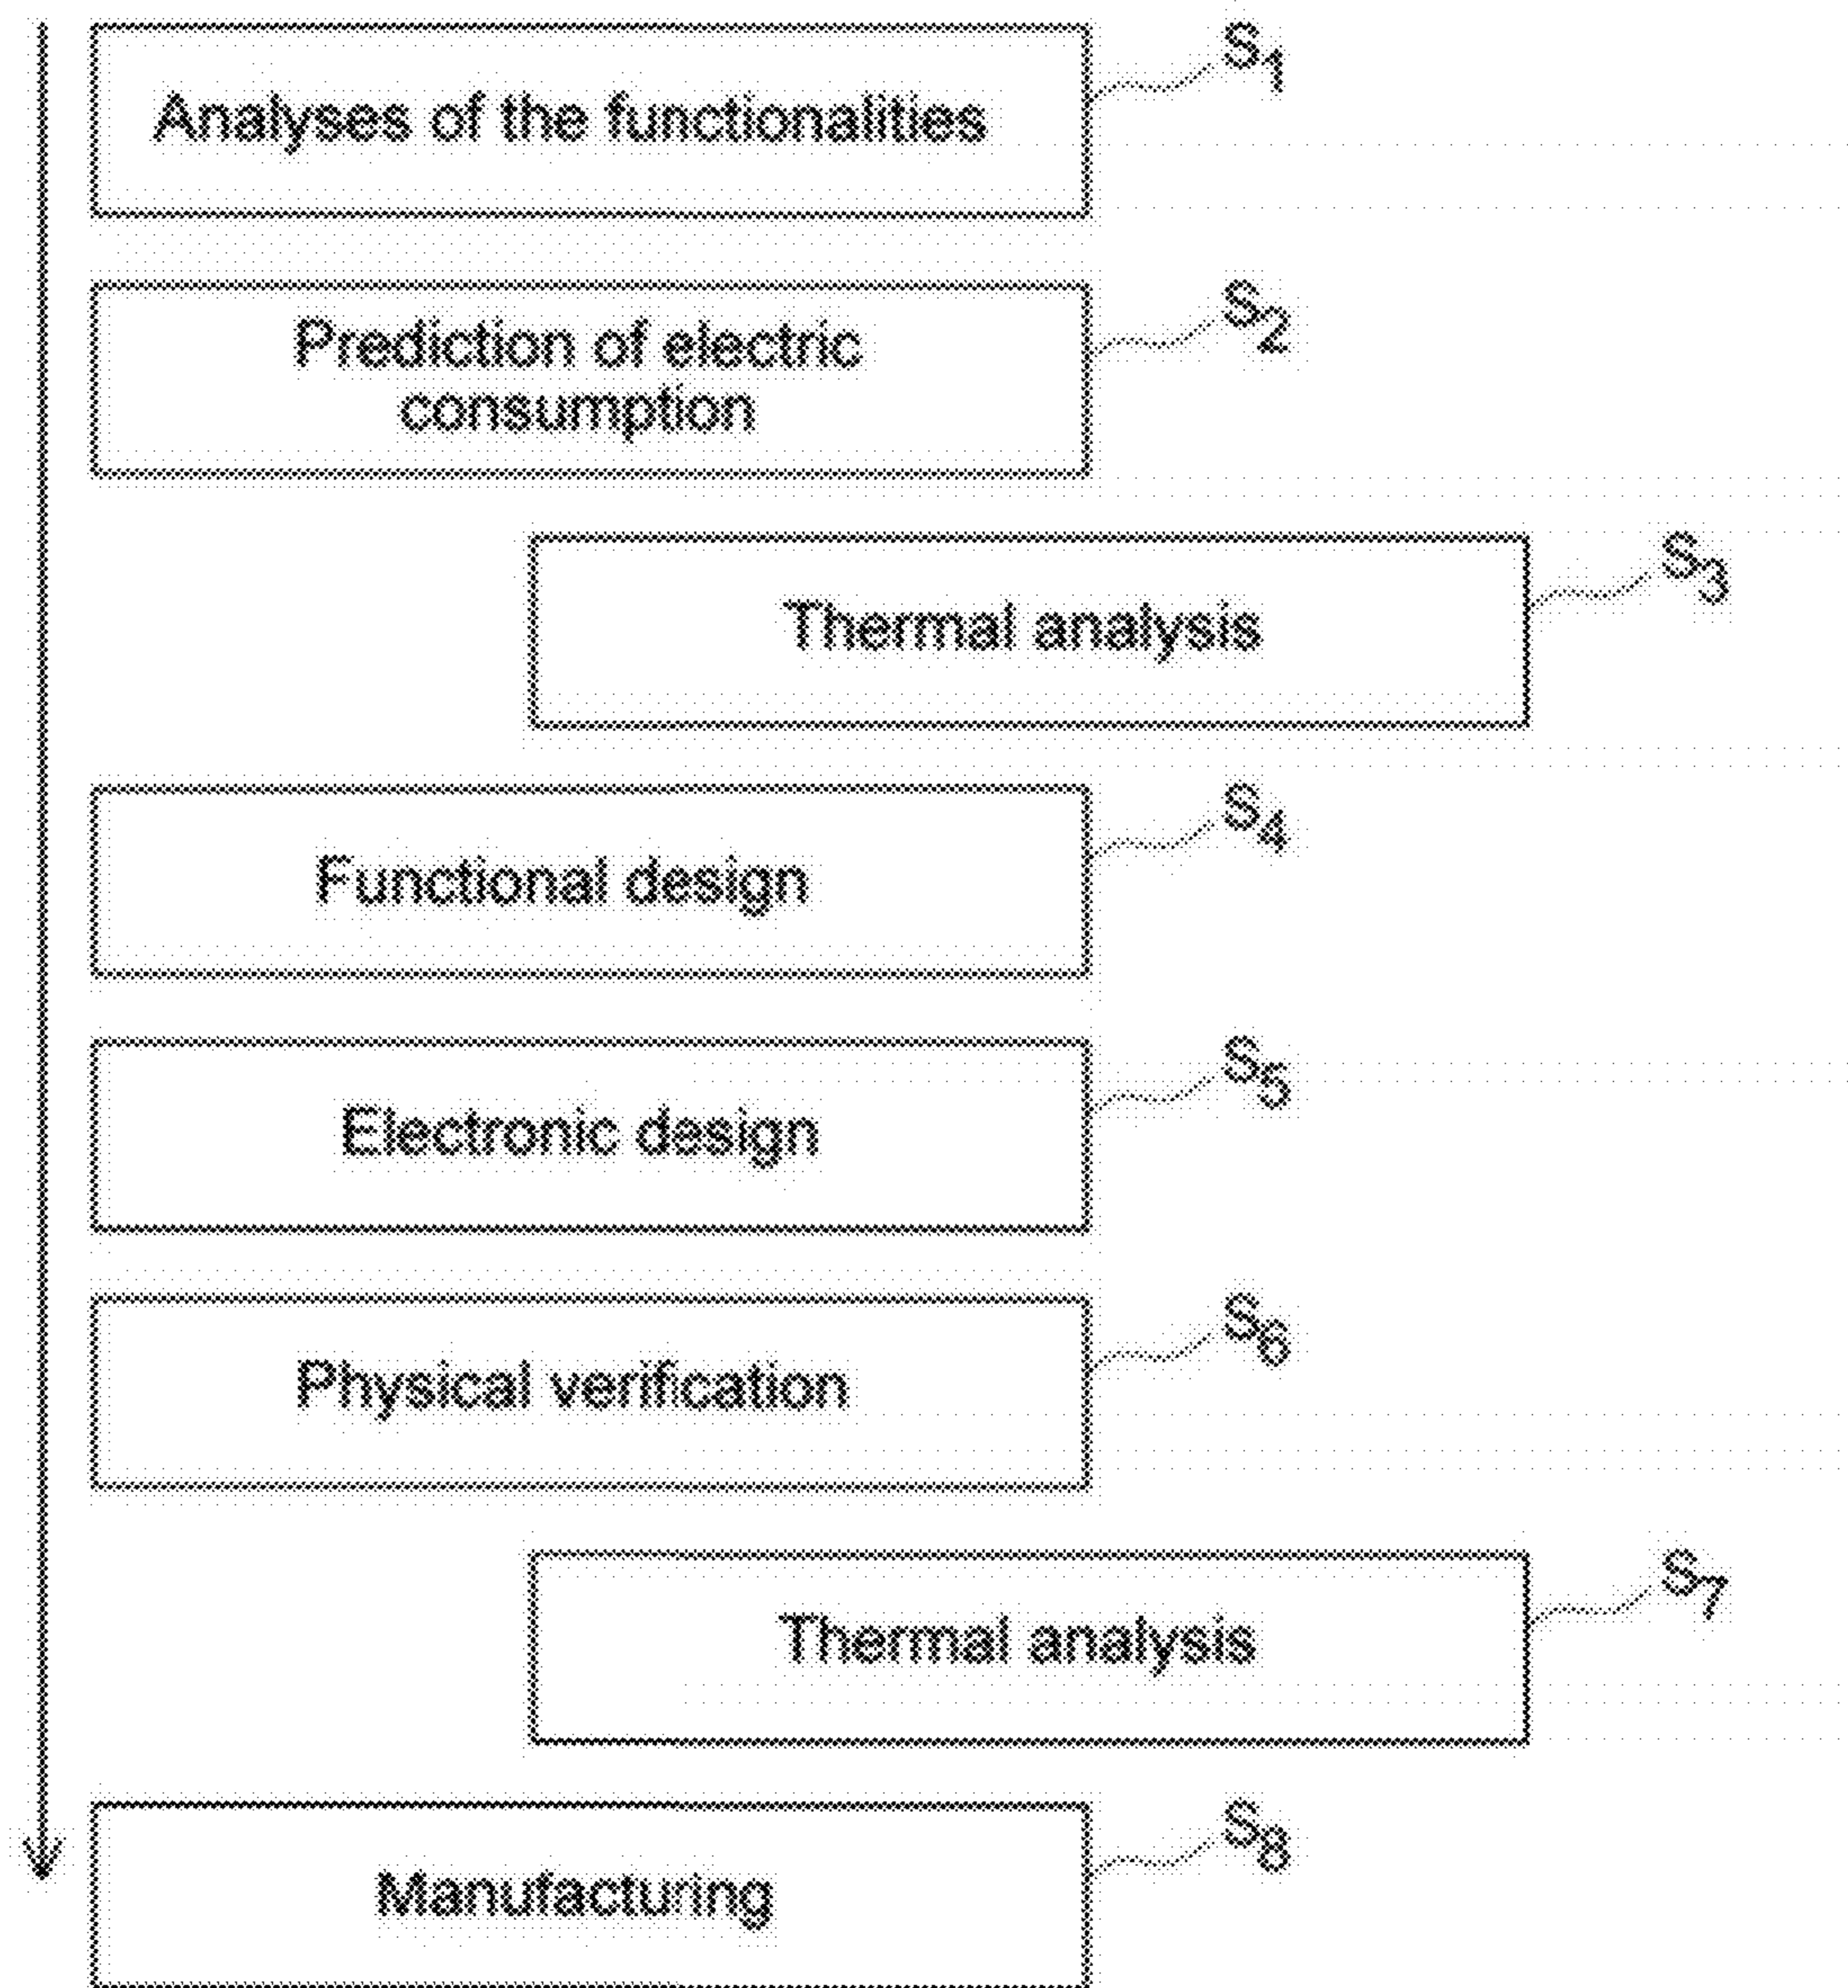 Analyses of the functionalities
S1
Prediction of electric
consumption
S2
Thermal analysis
S3
Functional design
S4
Electronic design
S5
Physical verification
S6
Thermal analysis
S7
Manufacturing
S8